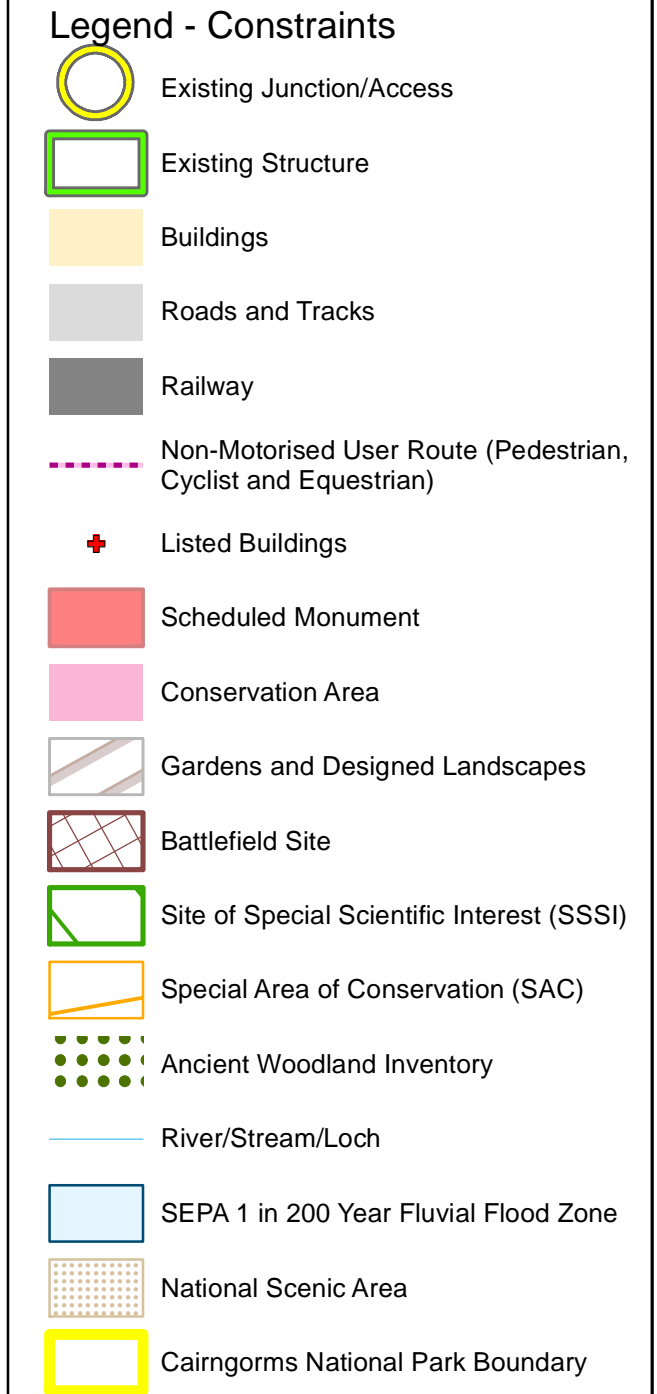 Legend - Constraints
Existing Junction/Access
Existing Structure
Buildings
Roads and Tracks
Railway
Non-Motorised User Route (Pedestrian,
Cyclist and Equestrian)
Listed Buildings
Scheduled Monument
Conservation Area
Gardens and Designed Landscapes
Battlefield Site
Site of Special Scientific Interest (SSSI)
Special Area of Conservation (SAC)
Ancient Woodland Inventory
River/Stream/Loch
SEPA 1 in 200 Year Fluvial Flood Zone
National Scenic Area
Cairngorms National Park Boundary